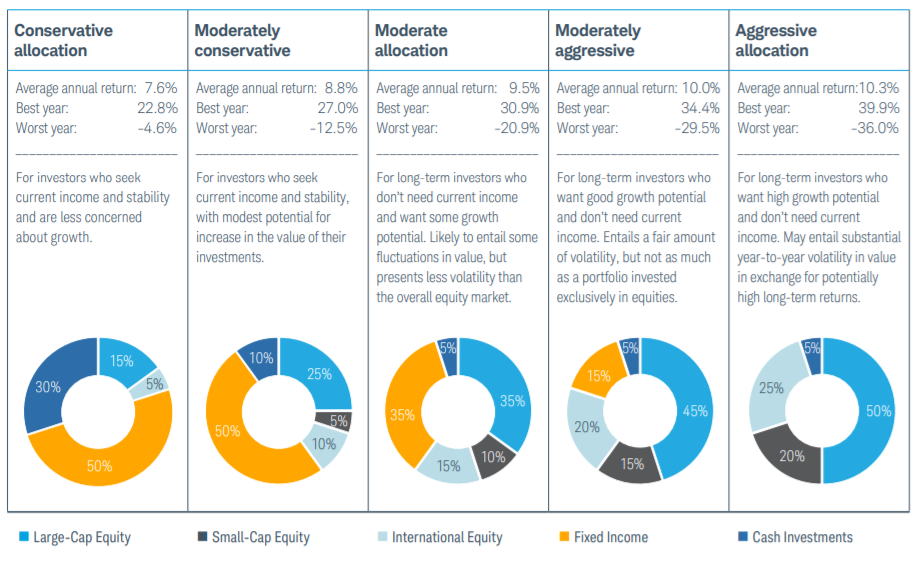 Conservative
allocation
Average annual return: 7.6%
Best year: 22.8%
Worst year: -4.6%
For investors who seek
current income and stability
and are less concerned
about growth.
15%
5%
50%
30%
Moderately
conservative
Average annual return: 8.8%
Best year: 27.0%
Worst year: -12.5%
For investors who seek
current income and stability,
with modest potential for
increase in the value of their
investments.
25%
5%
10%
50%
10%
Moderate
allocation
Average annual return: 9.5%
Best year: 30.9%
Worst year: -20.9%
For long-term investors who
don't need current income
and want some growth
potential. Likely to entail some
fluctuations in value, but
presents less volatility than
the overall equity market.
35%
10%
15%
35%
5%
Moderately
aggressive
Average annual return: 10.0%
Best year: 34.4%
Worst year: -29.5%
For long-term investors who
want good growth potential
and don't need current
income. Entails a fair amount
of volatility, but not as much
as a portfolio invested
exclusively in equities.
45%
15%
20%
15%
5%
Aggressive
allocation
Average annual return:10.3%
Best year: 39.9%
Worst year: -36.0%
For long-term investors who
want high growth potential
and don't need current
income. May entail substantial
year-to-year volatility in value
in exchange for potentially
high long-term returns.
50%
20%
25%
5%
Large-Cap Equity
Small-Cap Equity
International Equity
Fixed Income
Cash Investments